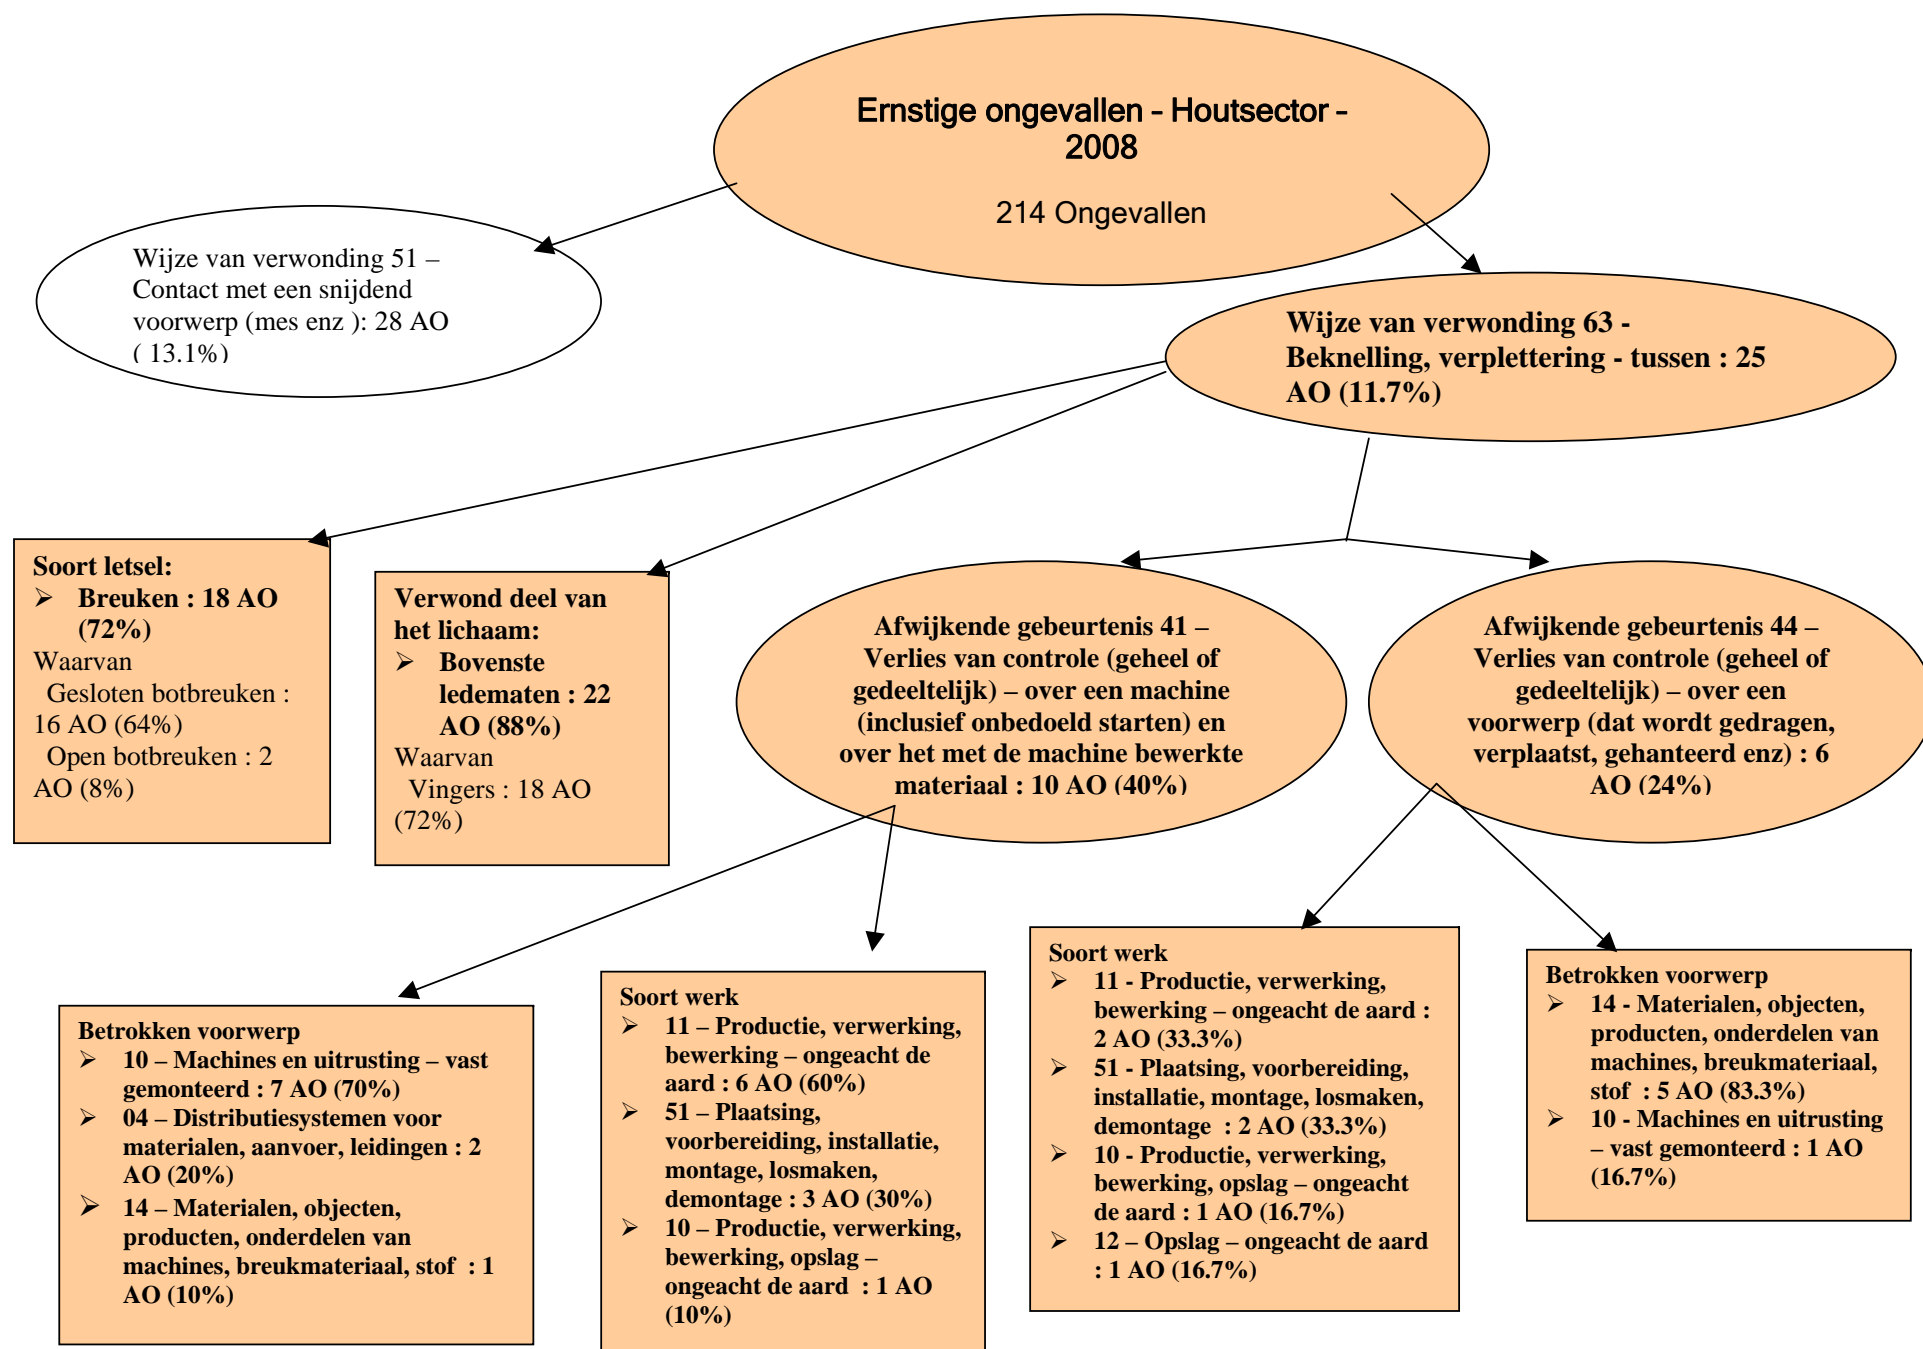 Ernstige ongevallen – Houtsector –
2008
214 Ongevallen
Wijze van verwonding 51 –
Contact met een snijdend
voorwerp (mes enz ): 28 AO
( 13.1%)
Wijze van verwonding 63 -
Beknelling, verplettering - tussen : 25
AO (11.7%)
Soort letsel:
➢ Breuken : 18 AO
(72%)
Waarvan
Gesloten botbreuken :
16 AO (64%)
Open botbreuken : 2
AO (8%)
Verwond deel van
het lichaam:
➢ Bovenste
ledematen : 22
AO (88%)
Waarvan
Vingers : 18 AO
(72%)
Afwijkende gebeurtenis 41 –
Verlies van controle (geheel of
gedeeltelijk) – over een machine
(inclusief onbedoeld starten) en
over het met de machine bewerkte
materiaal : 10 AO (40%)
Afwijkende gebeurtenis 44 –
Verlies van controle (geheel of
gedeeltelijk) – over een
voorwerp (dat wordt gedragen,
verplaatst, gehanteerd enz) : 6
AO (24%)
Betrokken voorwerp
➢ 10 – Machines en uitrusting – vast
gemonteerd : 7 AO (70%)
➢ 04 – Distributiesystemen voor
materialen, aanvoer, leidingen : 2
AO (20%)
➢ 14 – Materialen, objecten,
producten, onderdelen van
machines, breukmateriaal, stof : 1
AO (10%)
Soort werk
➢ 11 – Productie, verwerking,
bewerking – ongeacht de
aard : 6 AO (60%)
➢ 51 – Plaatsing,
voorbereiding, installatie,
montage, losmaken,
demontage : 3 AO (30%)
➢ 10 – Productie, verwerking,
bewerking, opslag –
ongeacht de aard : 1 AO
(10%)
Soort werk
➢ 11 - Productie, verwerking,
bewerking – ongeacht de aard :
2 AO (33.3%)
➢ 51 - Plaatsing, voorbereiding,
installatie, montage, losmaken,
demontage : 2 AO (33.3%)
➢ 10 - Productie, verwerking,
bewerking, opslag – ongeacht
de aard : 1 AO (16.7%)
➢ 12 – Opslag – ongeacht de aard
: 1 AO (16.7%)
Betrokken voorwerp
➢ 14 - Materialen, objecten,
producten, onderdelen van
machines, breukmateriaal,
stof : 5 AO (83.3%)
➢ 10 - Machines en uitrusting
– vast gemonteerd : 1 AO
(16.7%)